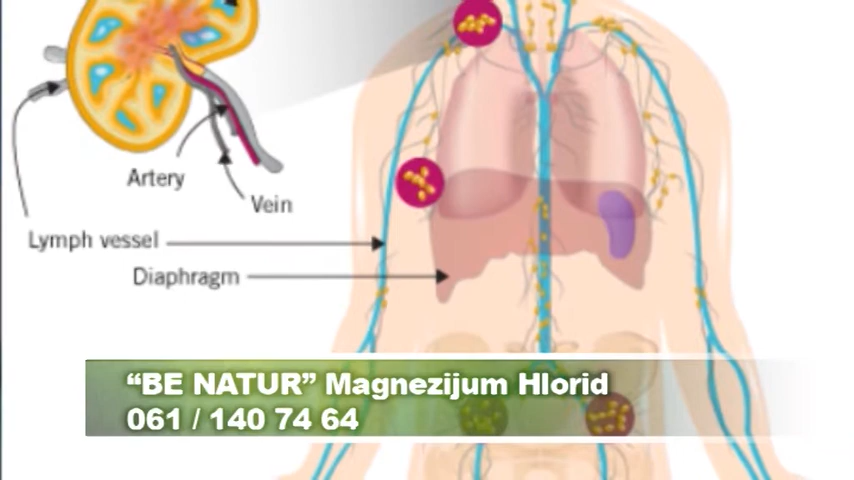 Artery
Vein
Lymph vessel
Diaphragm
“BE NATUR” Magnezijum Hlorid
061 / 140 74 64